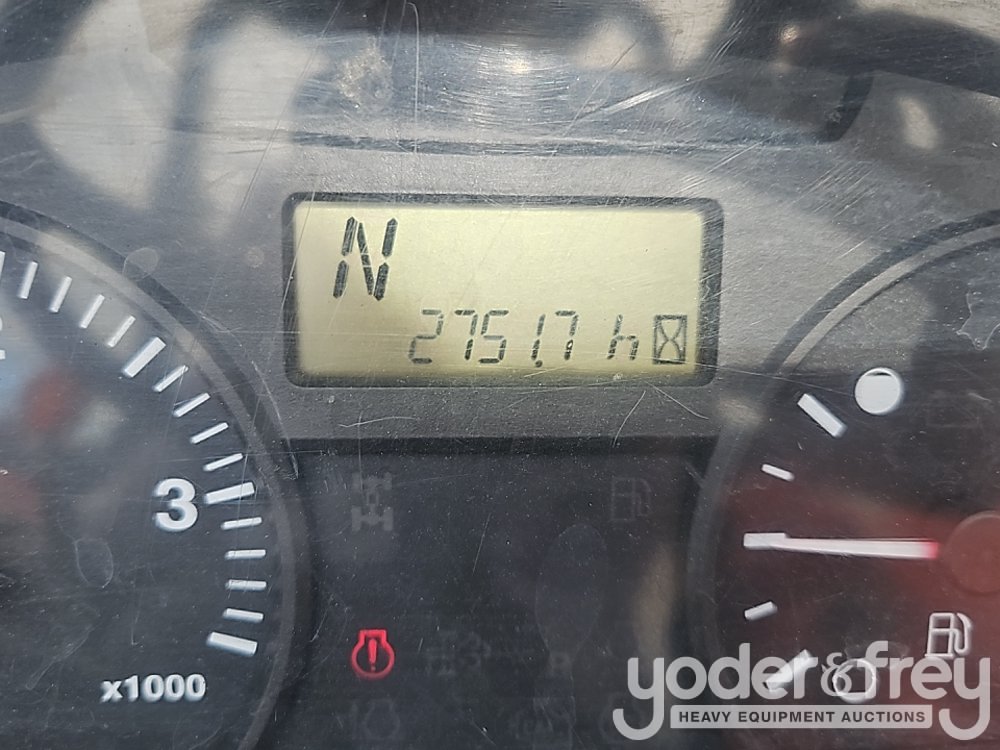 N
2751.7 h
3
x1000
yoder&frey
HEAVY EQUIPMENT AUCTIONS